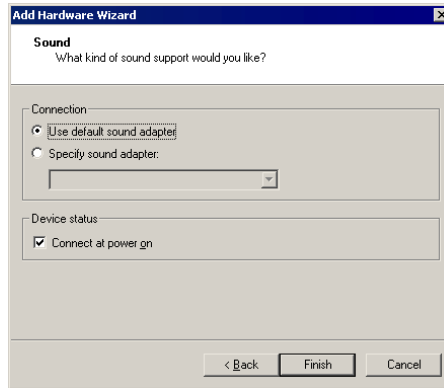 Add Hardware Wizard
Sound
What kind of sound support would you like?
Connection
Use default sound adapter
Specify sound adapter:
Device status
Connect at power on
< Back
Finish
Cancel